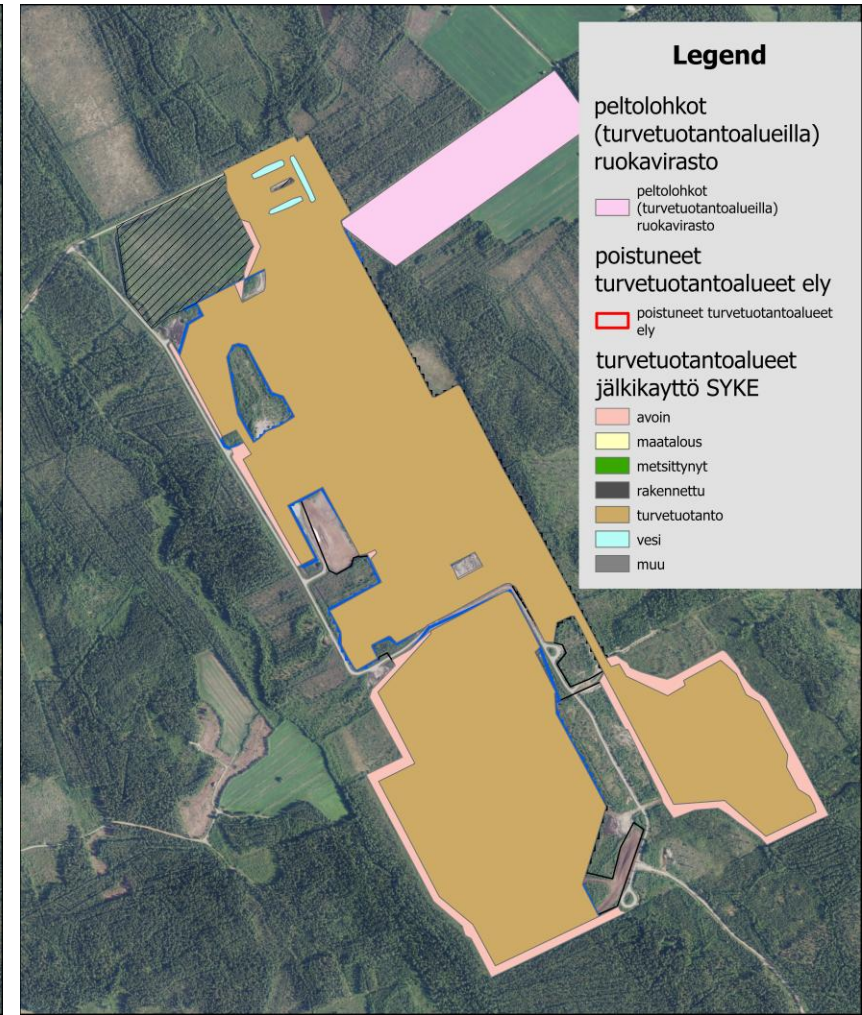 Legend
peltolohkot
(turvetuotantoalueilla)
ruokavirasto
peltolohkot
(turvetuotantoalueilla)
ruokavirasto
poistuneet
turvetuotantoalueet ely
poistuneet turvetuotantoalueet
ely
turvetuotantoalueet
jälkikayttö SYKE
avoin
maatalous
metsittynyt
rakennettu
turvetuotanto
vesi
muu